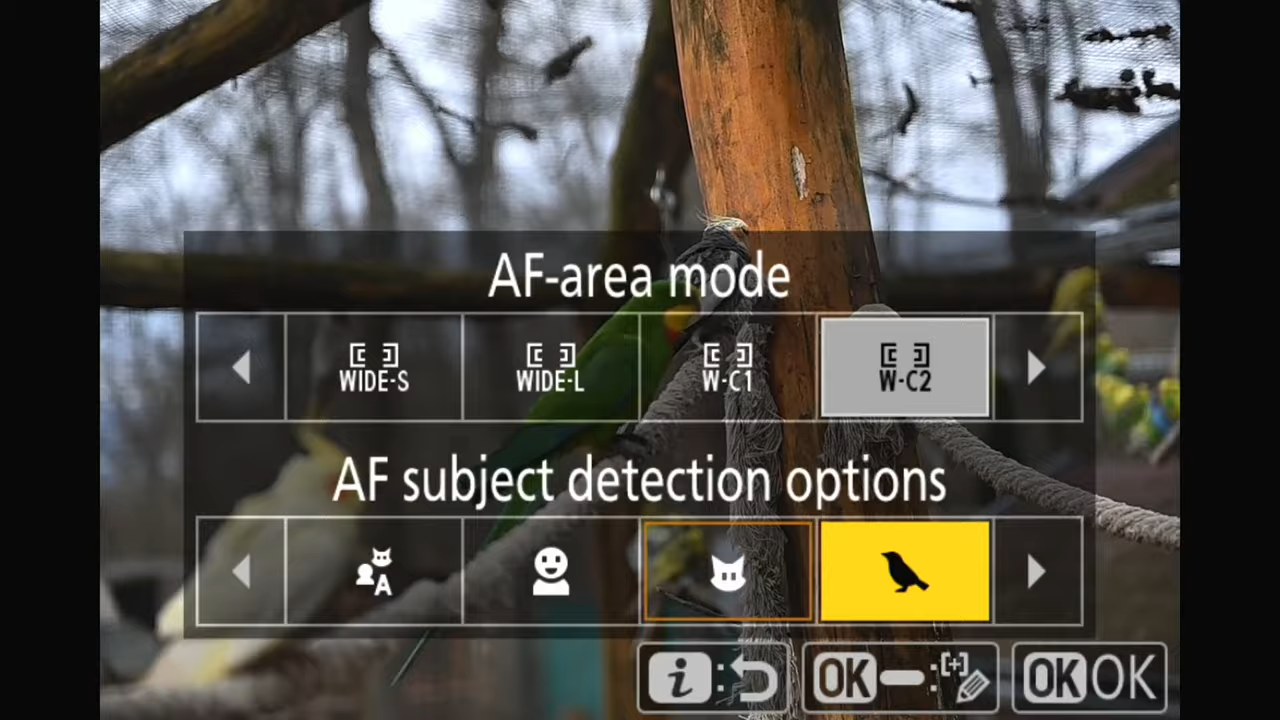 AF-area mode
WIDE-S WIDE-L W-C1 W-C2
AF subject detection options
A
i : OK : OK OK